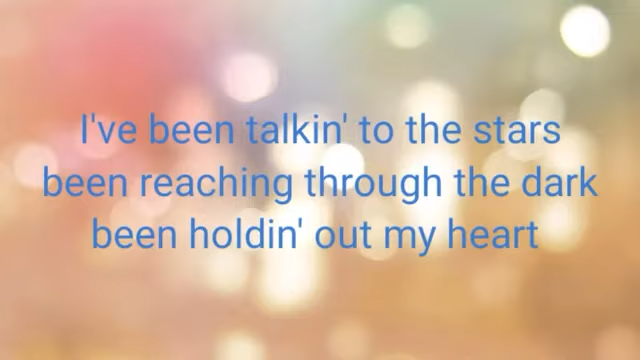 I've been talkin' to the stars
been reaching through the dark
been holdin' out my heart